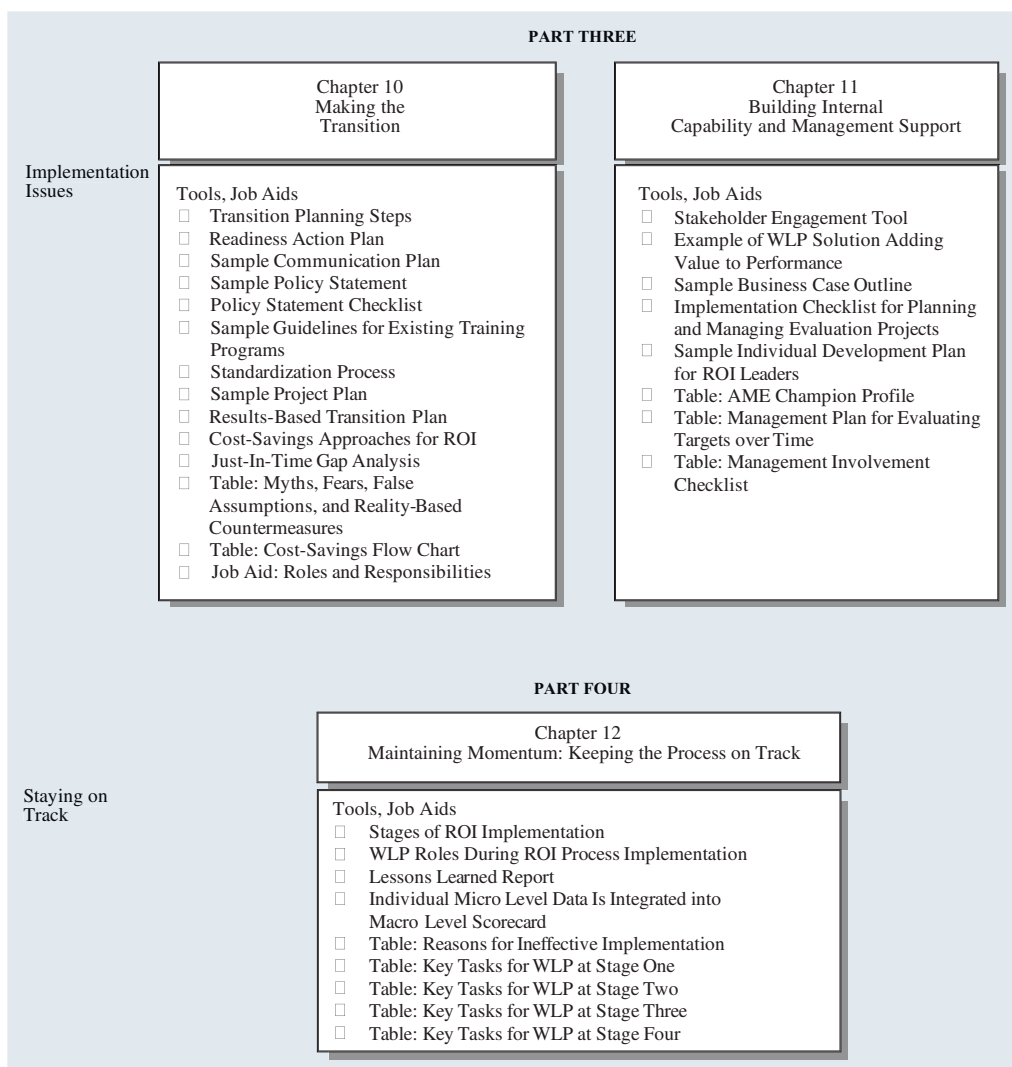 PART THREE
Chapter 10
Making the
Transition
Chapter 11
Building Internal
Capability and Management Support
Implementation
Issues
Tools, Job Aids
□ Transition Planning Steps
□ Readiness Action Plan
□ Sample Communication Plan
□ Sample Policy Statement
□ Policy Statement Checklist
□ Sample Guidelines for Existing Training
Programs
□ Standardization Process
□ Sample Project Plan
□ Results-Based Transition Plan
□ Cost-Savings Approaches for ROI
□ Just-In-Time Gap Analysis
□ Table: Myths, Fears, False
Assumptions, and Reality-Based
Countermeasures
□ Table: Cost-Savings Flow Chart
□ Job Aid: Roles and Responsibilities
Tools, Job Aids
□ Stakeholder Engagement Tool
□ Example of WLP Solution Adding
Value to Performance
□ Sample Business Case Outline
□ Implementation Checklist for Planning
and Managing Evaluation Projects
□ Sample Individual Development Plan
for ROI Leaders
□ Table: AME Champion Profile
□ Table: Management Plan for Evaluating
Targets over Time
□ Table: Management Involvement
Checklist
PART FOUR
Chapter 12
Maintaining Momentum: Keeping the Process on Track
Staying on
Track
Tools, Job Aids
□ Stages of ROI Implementation
□ WLP Roles During ROI Process Implementation
□ Lessons Learned Report
□ Individual Micro Level Data Is Integrated into
Macro Level Scorecard
□ Table: Reasons for Ineffective Implementation
□ Table: Key Tasks for WLP at Stage One
□ Table: Key Tasks for WLP at Stage Two
□ Table: Key Tasks for WLP at Stage Three
□ Table: Key Tasks for WLP at Stage Four